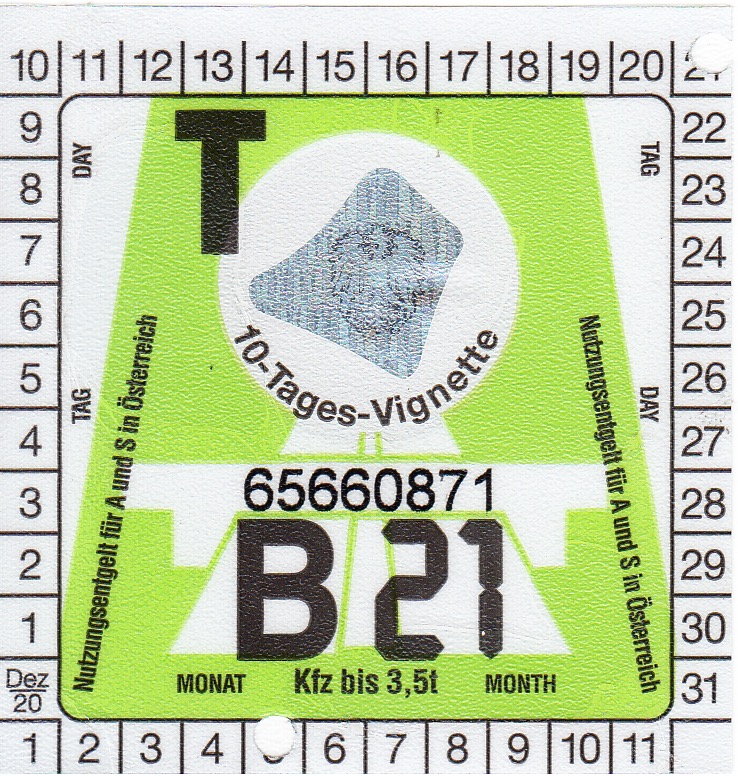 10 11 12 13 14 15 16 17 18 19 20 21
9 22
8 23
7 24
6 25
5 26
4 27
3 28
2 29
1 30
Dez 20 31
1 2 3 4 5 6 7 8 9 10 11
T
DAY
TAG
10-Tages-Vignette
TAG
DAY
Nutzungsentgelt für A und S in Österreich
Nutzungsentgelt für A und S in Österreich
65660871
B 21
MONAT Kfz bis 3,5t MONTH